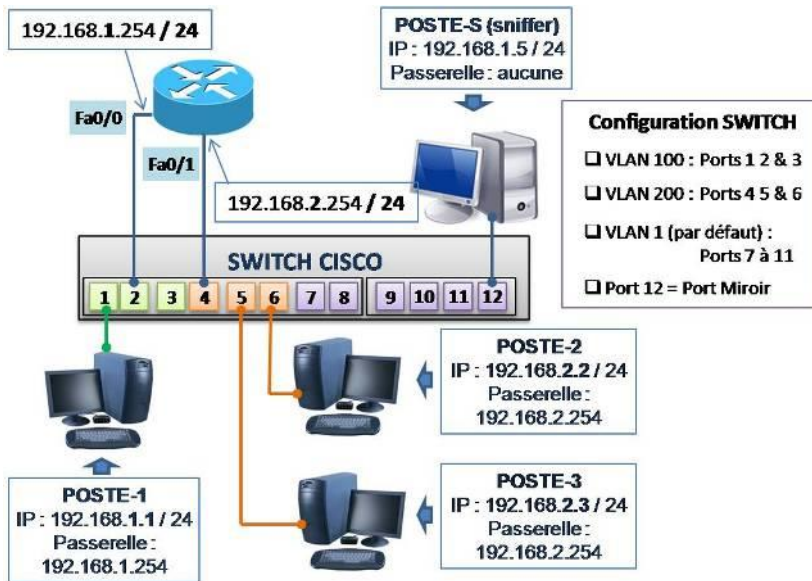 192.168.1.254 / 24
POSTE-S (sniffer)
IP : 192.168.1.5 / 24
Passerelle : aucune
Fa0/0
Fa0/1
192.168.2.254 / 24
Configuration SWITCH
VLAN 100 : Ports 1 2 & 3
VLAN 200 : Ports 4 5 & 6
VLAN 1 (par défaut) :
Ports 7 à 11
Port 12 = Port Miroir
SWITCH CISCO
1 2 3 4 5 6 7 8 9 10 11 12
POSTE-2
IP : 192.168.2.2 / 24
Passerelle :
192.168.2.254
POSTE-1
IP : 192.168.1.1 / 24
Passerelle :
192.168.1.254
POSTE-3
IP : 192.168.2.3 / 24
Passerelle :
192.168.2.254